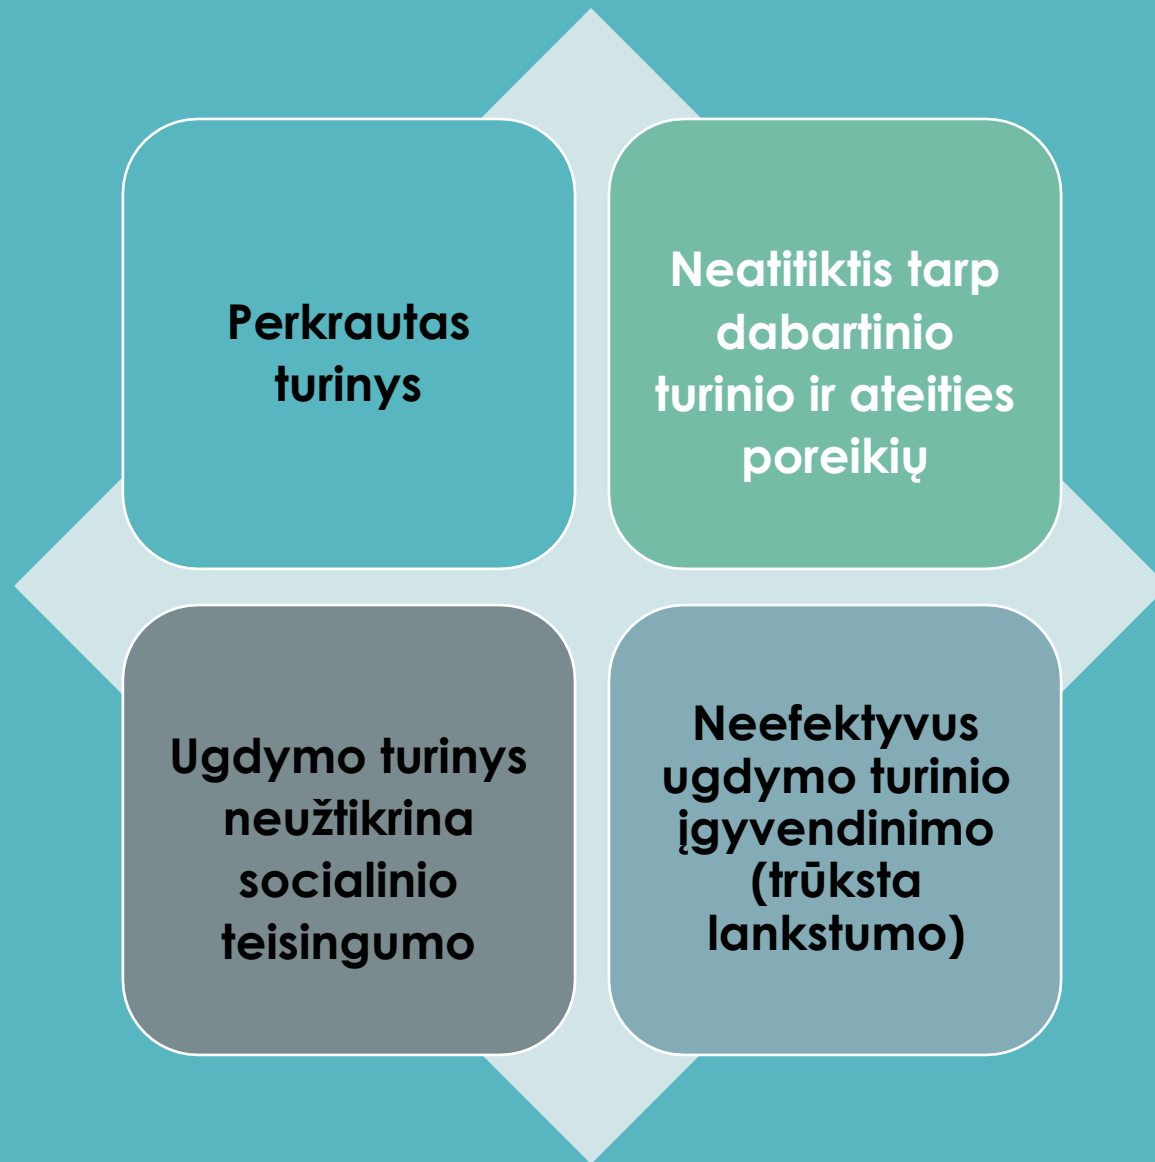 Perkrautas
turinys
Neatitiktis tarp
dabartinio
turinio ir ateities
poreikių
Ugdymo turinys
neužtikrina
socialinio
teisingumo
Neefektyvus
ugdymo turinio
įgyvendinimo
(trūksta
lankstumo)